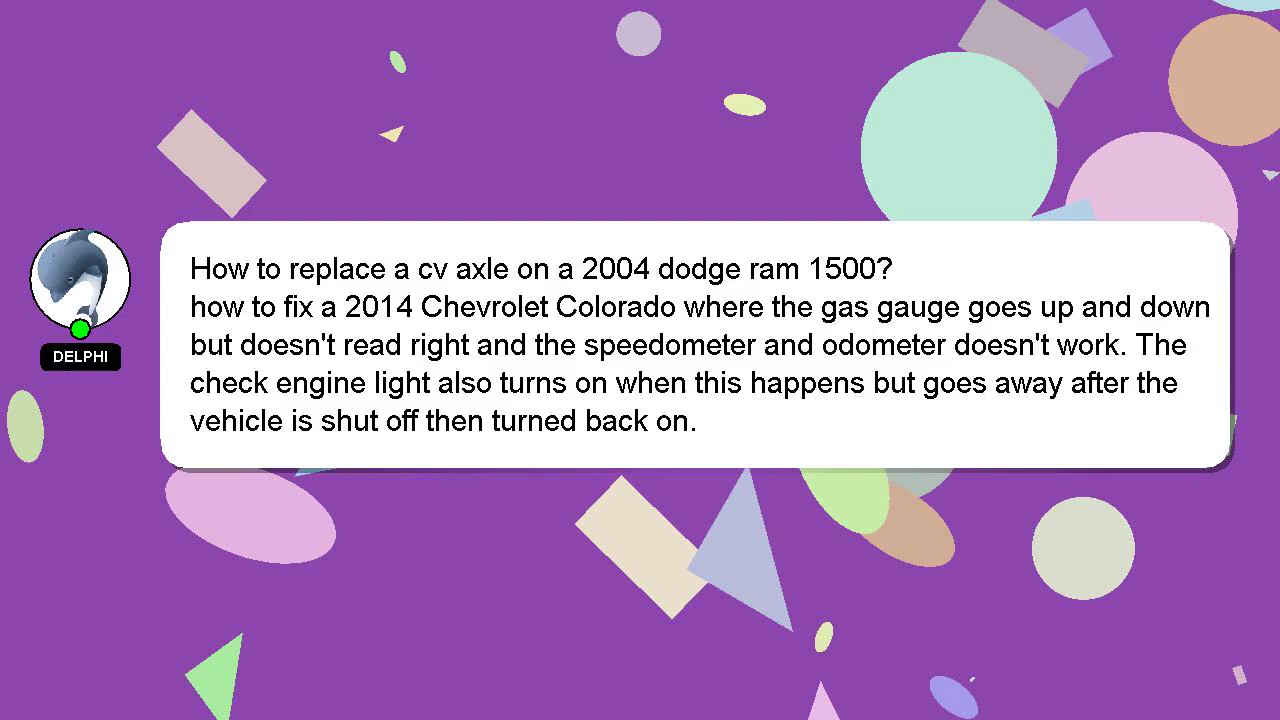 How to replace a cv axle on a 2004 dodge ram 1500?
how to fix a 2014 Chevrolet Colorado where the gas gauge goes up and down
but doesn't read right and the speedometer and odometer doesn't work. The
check engine light also turns on when this happens but goes away after the
vehicle is shut off then turned back on.
DELPHI